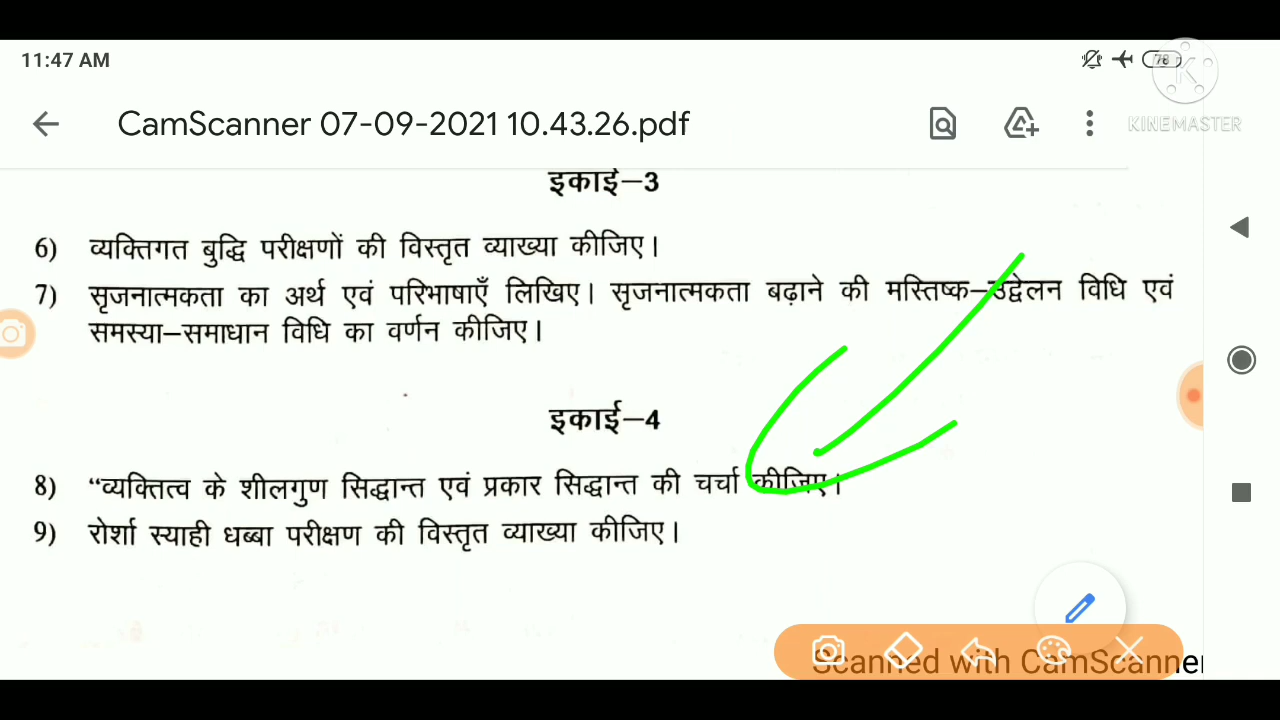 11:47 AM
78
CamScanner 07-09-2021 10.43.26.pdf
KINEMASTER
इकाई–3
6) व्यक्तिगत बुद्धि परीक्षणों की विस्तृत व्याख्या कीजिए।
7) सृजनात्मकता का अर्थ एवं परिभाषाएँ लिखिए। सृजनात्मकता बढ़ाने की मस्तिष्क–उद्वेलन विधि एवं
समस्या–समाधान विधि का वर्णन कीजिए।
इकाई–4
8) “व्यक्तित्व के शीलगुण सिद्धान्त एवं प्रकार सिद्धान्त की चर्चा कीजिए।
9) रोर्शा स्याही धब्बा परीक्षण की विस्तृत व्याख्या कीजिए।
Scanned with CamScanner